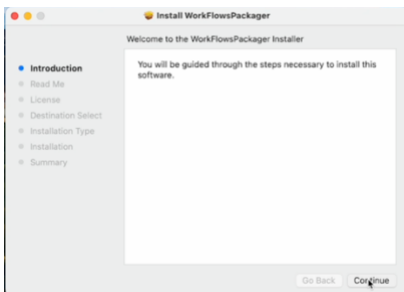 Install WorkFlowsPackager
Welcome to the WorkFlowsPackager Installer
Introduction
Read Me
License
Destination Select
Installation Type
Installation
Summary
You will be guided through the steps necessary to install this
software.
Go Back
Continue